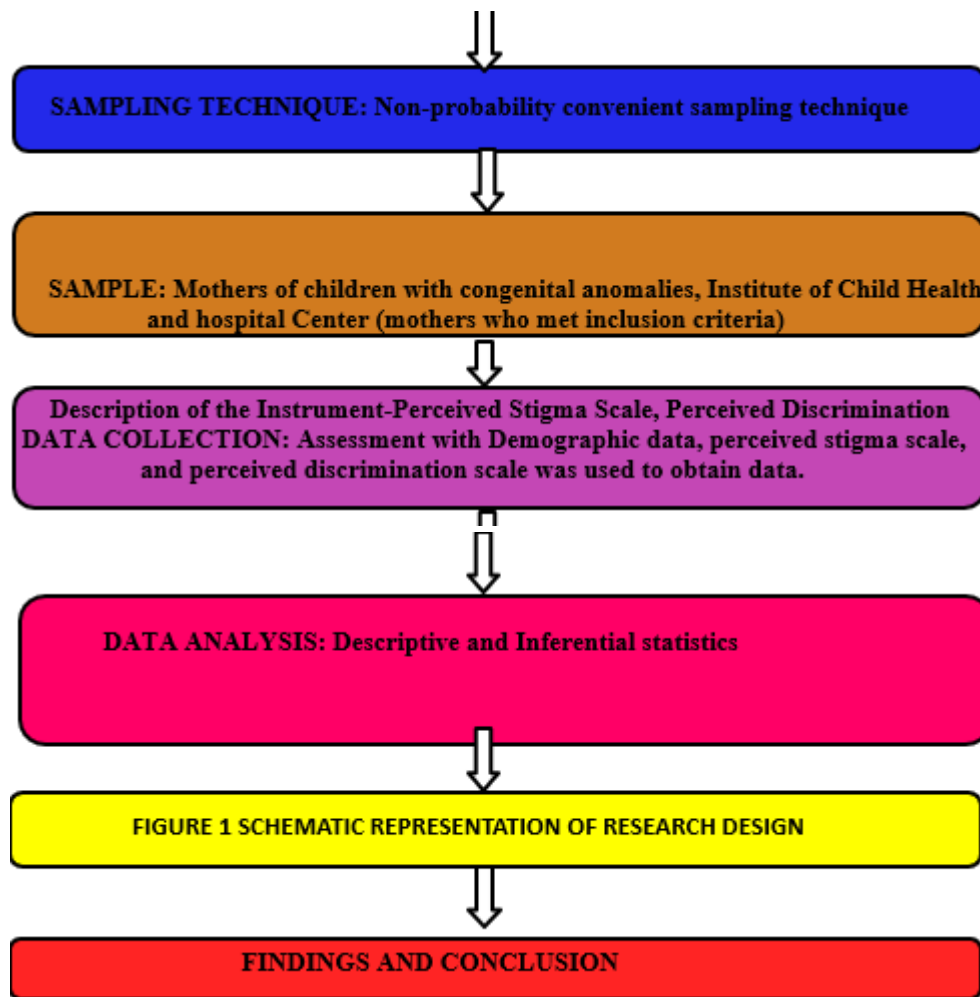 SAMPLING TECHNIQUE: Non-probability convenient sampling technique
SAMPLE: Mothers of children with congenital anomalies, Institute of Child Health
and hospital Center (mothers who met inclusion criteria)
Description of the Instrument-Perceived Stigma Scale, Perceived Discrimination
DATA COLLECTION: Assessment with Demographic data, perceived stigma scale,
and perceived discrimination scale was used to obtain data.
DATA ANALYSIS: Descriptive and Inferential statistics
FIGURE 1 SCHEMATIC REPRESENTATION OF RESEARCH DESIGN
FINDINGS AND CONCLUSION